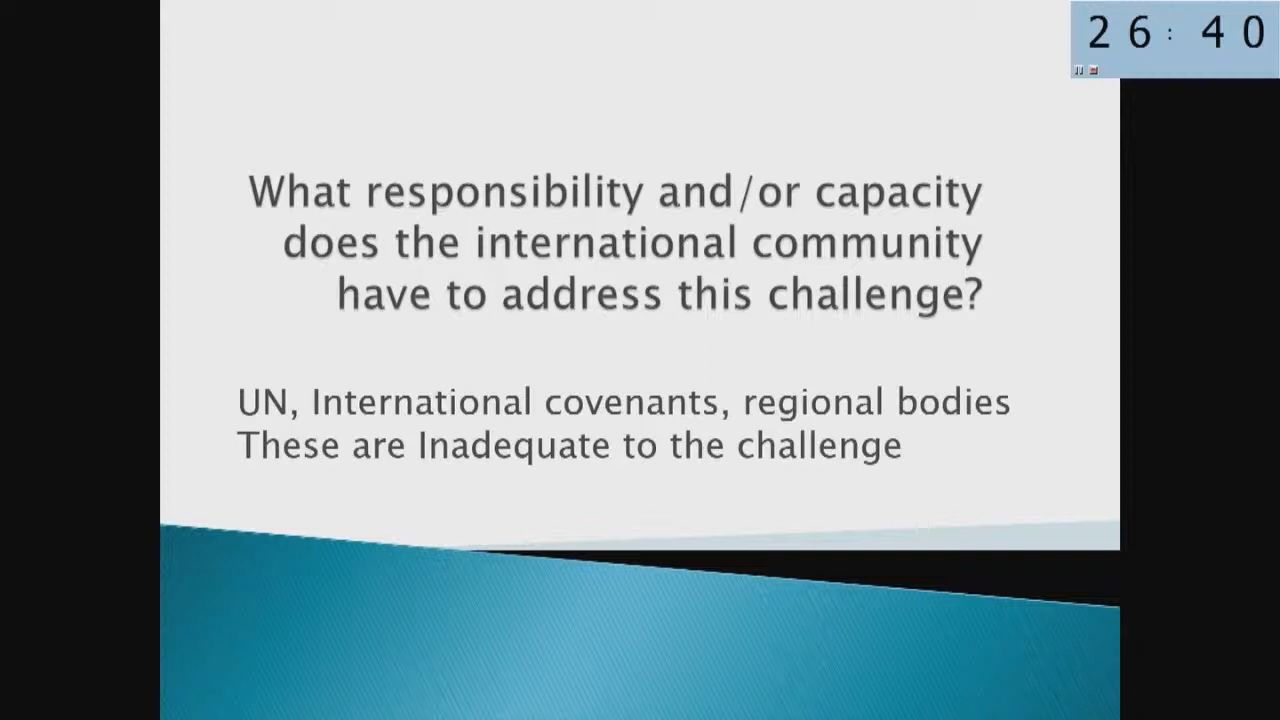 26: 40
What responsibility and/or capacity
does the international community
have to address this challenge?
UN, International covenants, regional bodies
These are Inadequate to the challenge